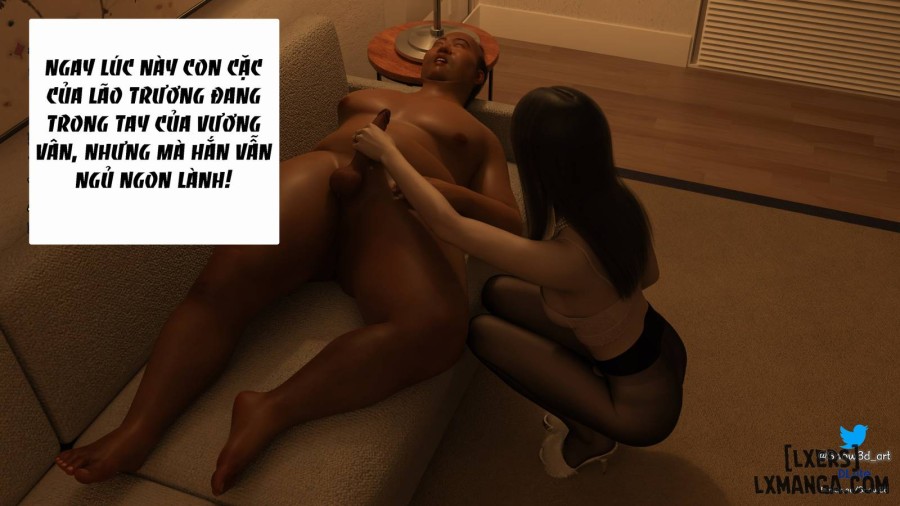 NGAY LÚC NÀY CON CẶC
CỦA LÃO TRƯƠNG ĐANG
TRONG TAY CỦA VƯƠNG
VÂN, NHƯNG MÀ HẮN VẪN
NGỦ NGON LÀNH!
[LXERS]
LXMANGA.COM